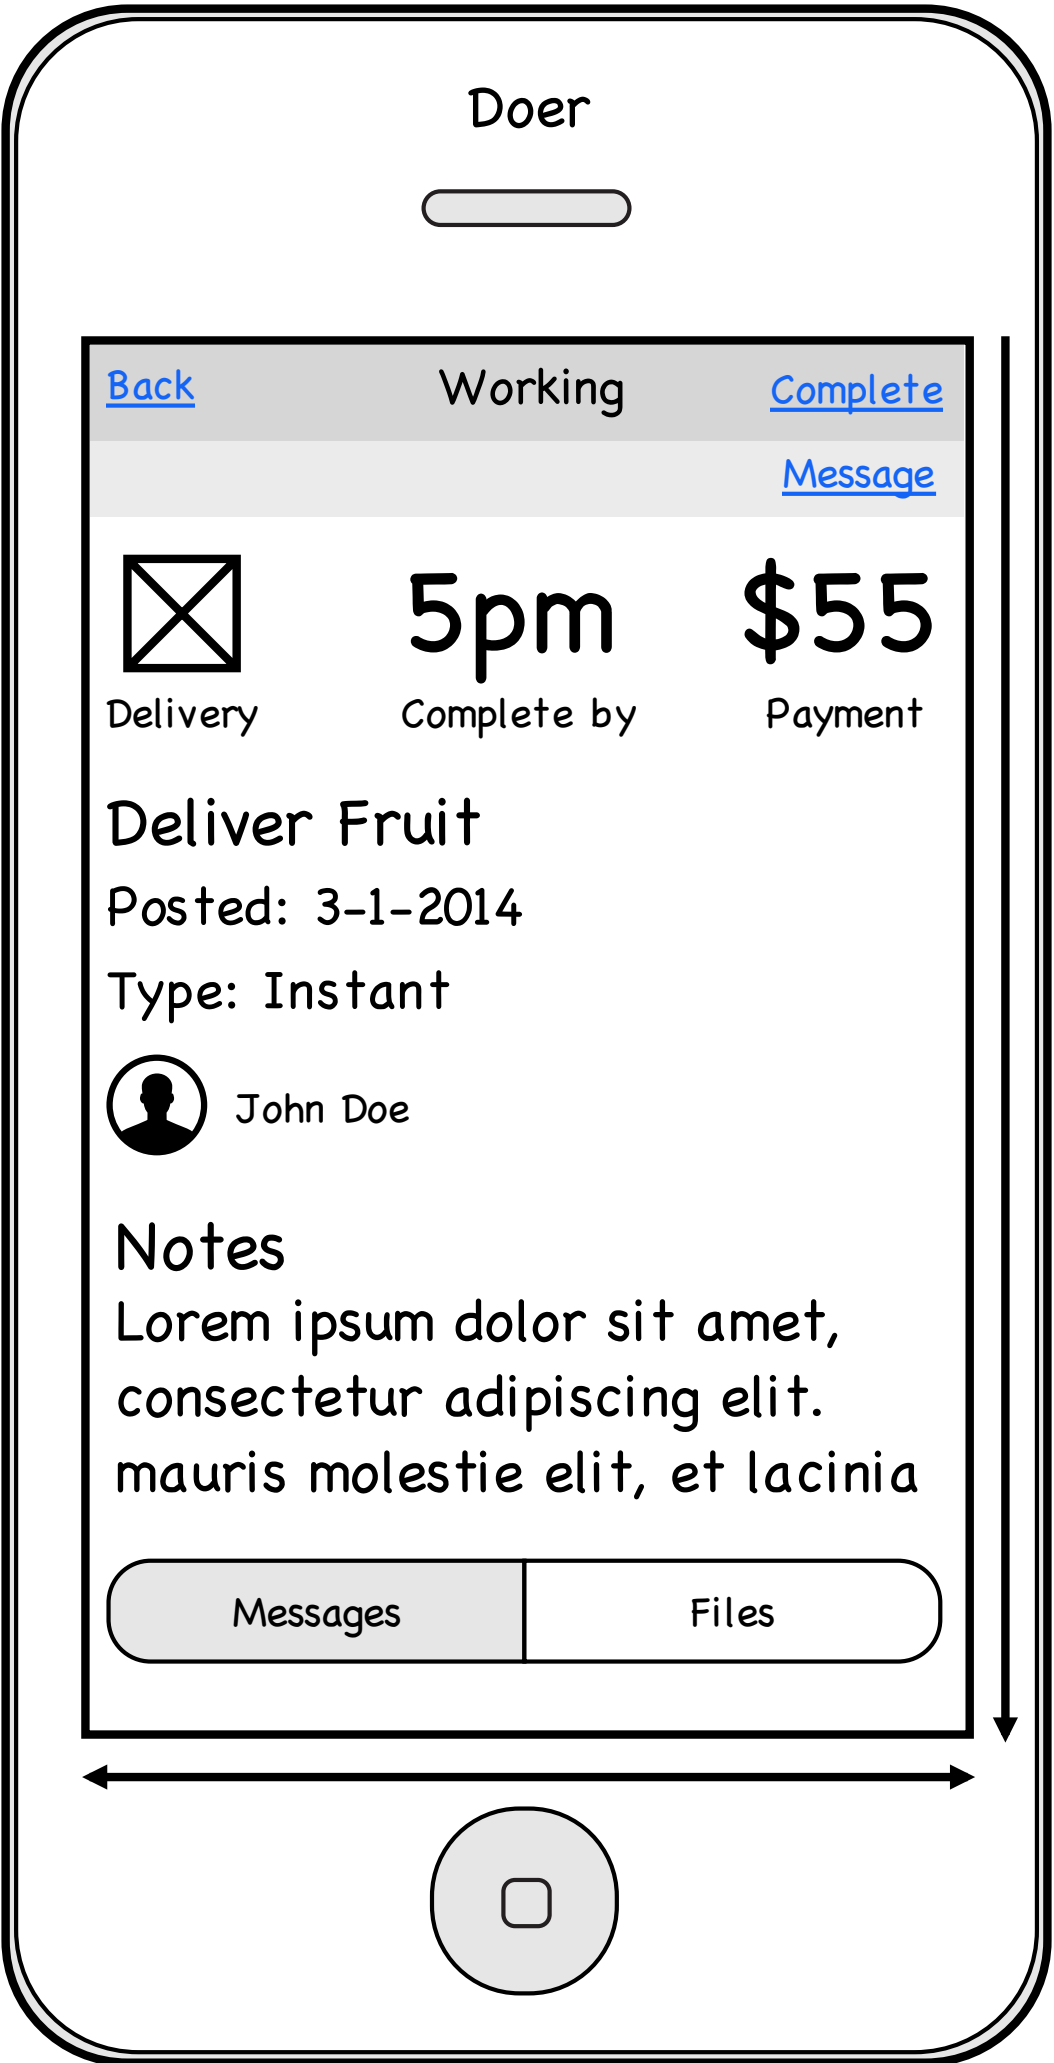 Doer
Back Working Complete
Message
5pm $55
Delivery Complete by Payment
Deliver Fruit
Posted: 3-1-2014
Type: Instant
John Doe
Notes
Lorem ipsum dolor sit amet,
consectetur adipiscing elit.
mauris molestie elit, et lacinia
Messages Files